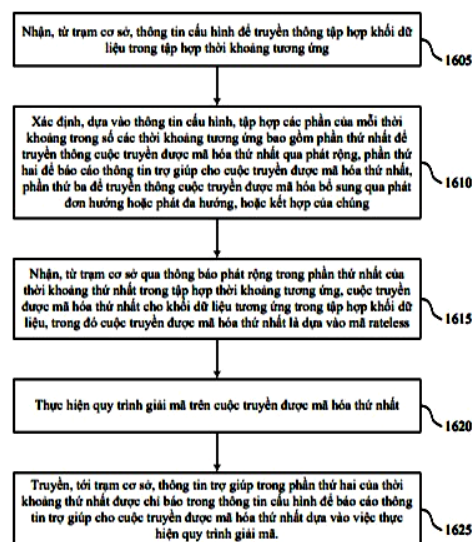 Nhận, từ trạm cơ sở, thông tin cấu hình để truyền thông tập hợp khối dữ
liệu trong tập hợp thời khoảng tương ứng
1605
Xác định, dựa vào thông tin cấu hình, tập hợp các phần của mỗi thời
khoảng trong số các thời khoảng tương ứng bao gồm phần thứ nhất để
truyền thông cuộc truyền được mã hóa thứ nhất qua phát rộng, phần thứ
hai để báo cáo thông tin trợ giúp cho cuộc truyền được mã hóa thứ nhất,
phần thứ ba để truyền thông cuộc truyền được mã hóa bổ sung qua phát
đơn hướng hoặc phát đa hướng, hoặc kết hợp của chúng
1610
Nhận, từ trạm cơ sở qua thông báo phát rộng trong phần thứ nhất của
thời khoảng thứ nhất trong tập hợp thời khoảng tương ứng, cuộc truyền
được mã hóa thứ nhất cho khối dữ liệu tương ứng trong tập hợp khối dữ
liệu, trong đó cuộc truyền được mã hóa thứ nhất là dựa vào mã rateless
1615
Thực hiện quy trình giải mã trên cuộc truyền được mã hóa thứ nhất
1620
Truyền, tới trạm cơ sở, thông tin trợ giúp trong phần thứ hai của thời
khoảng thứ nhất được chỉ báo trong thông tin cấu hình để báo cáo thông
tin trợ giúp cho cuộc truyền được mã hóa thứ nhất dựa vào việc thực
hiện quy trình giải mã.
1625